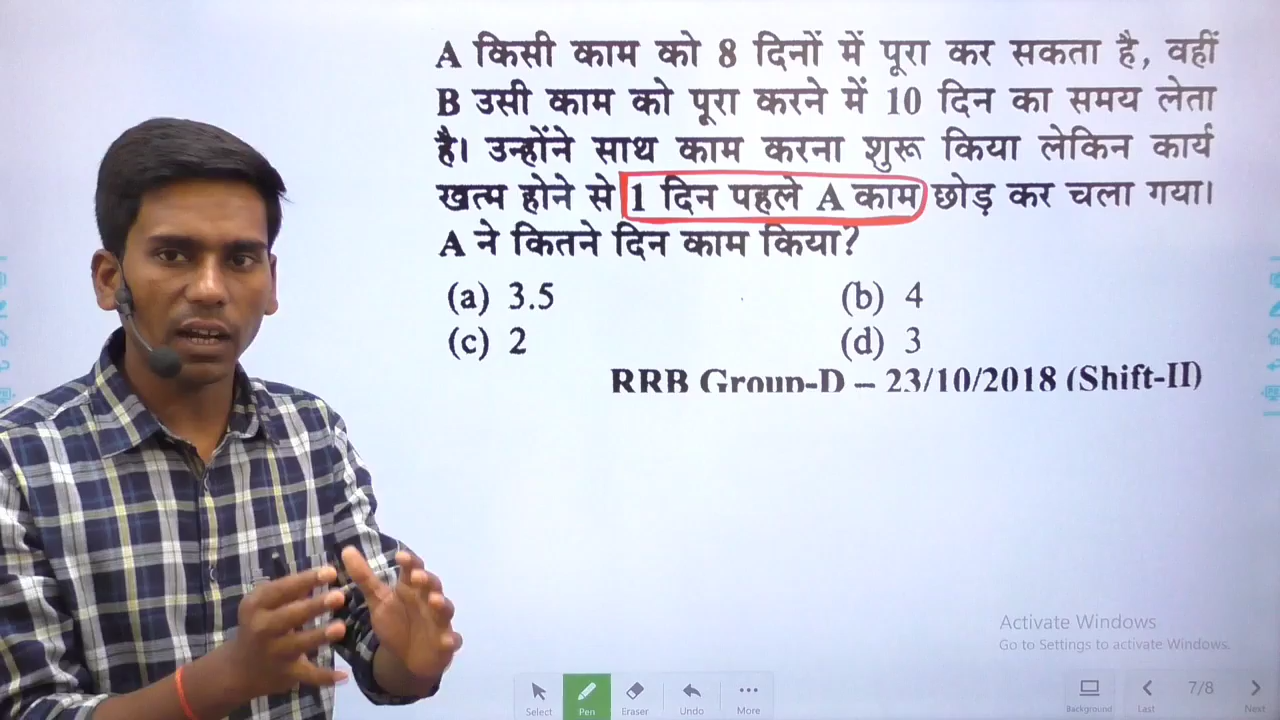 A किसी काम को 8 दिनों में पूरा कर सकता है, वहीं
B उसी काम को पूरा करने में 10 दिन का समय लेता
है। उन्होंने साथ काम करना शुरू किया लेकिन कार्य
खत्म होने से 1 दिन पहले A काम छोड़ कर चला गया।
A ने कितने दिन काम किया?
(a) 3.5 (b) 4
(c) 2 (d) 3
RRB Group-D – 23/10/2018 (Shift-II)
Activate Windows
Go to Settings to activate Windows.
Select Pen Eraser Undo More Background Last 7/8 Next